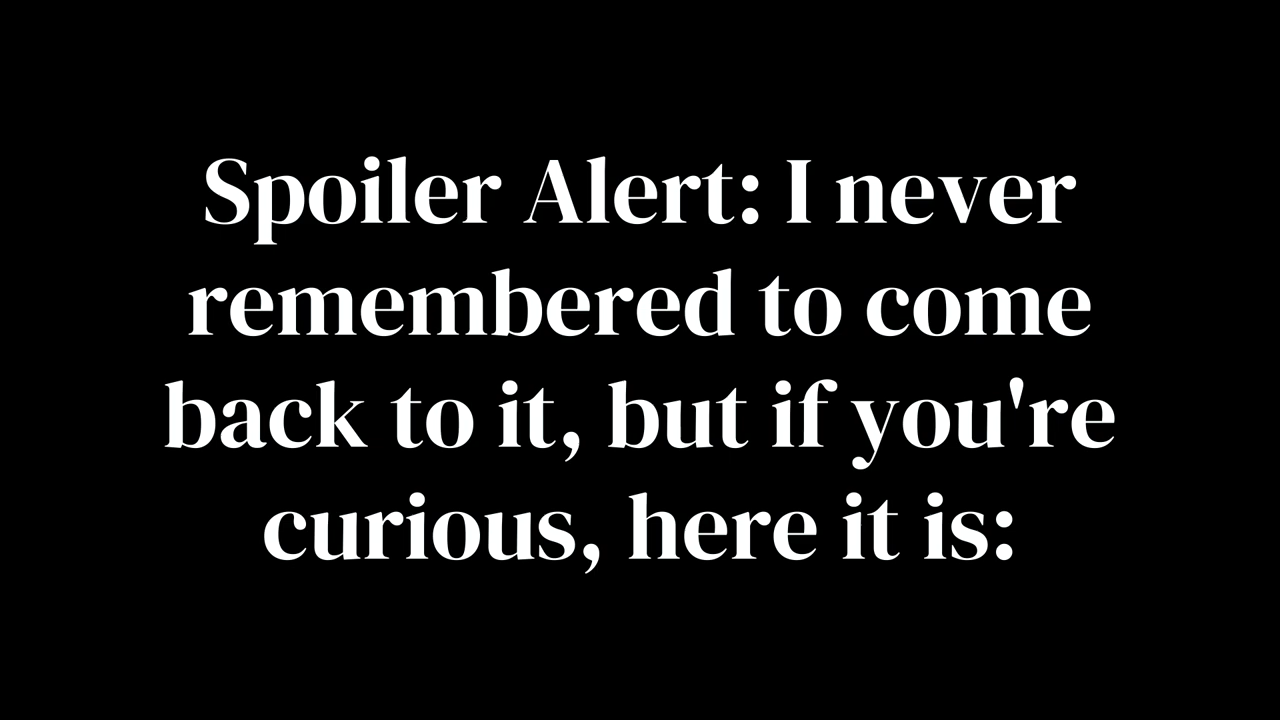 Spoiler Alert: I never
remembered to come
back to it, but if you're
curious, here it is: